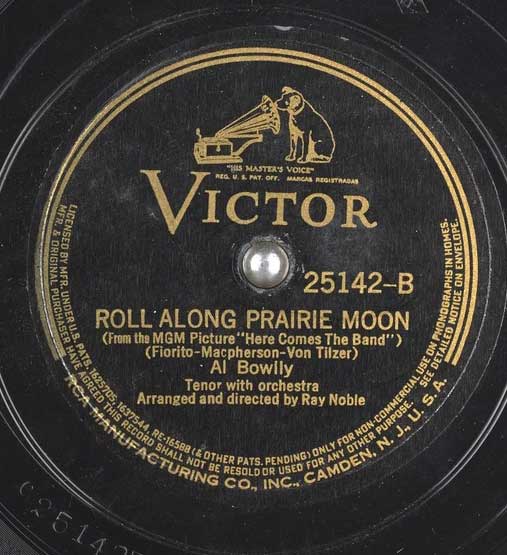 "HIS MASTER'S VOICE"
REG. U.S. PAT. OFF. MARCAS REGISTRADAS
VICTOR
25142-B
ROLL ALONG PRAIRIE MOON
(From the MGM Picture "Here Comes The Band")
(Fiorito-Macpherson-Von Tilzer)
Al Bowlly
Tenor with orchestra
Arranged and directed by Ray Noble
LICENSED BY MFR. UNDER U.S. PATS. 1625705, 1637544, RE-16588 (& OTHER PATS. PENDING) ONLY FOR NON-COMMERCIAL USE ON PHONOGRAPHS IN HOMES.
MFR. & ORIGINAL PURCHASER HAVE AGREED THIS RECORD SHALL NOT BE RESOLD OR USED FOR ANY OTHER PURPOSE. SEE DETAILED NOTICE ON ENVELOPE.
RCA MANUFACTURING CO., INC., CAMDEN, N. J., U. S. A.